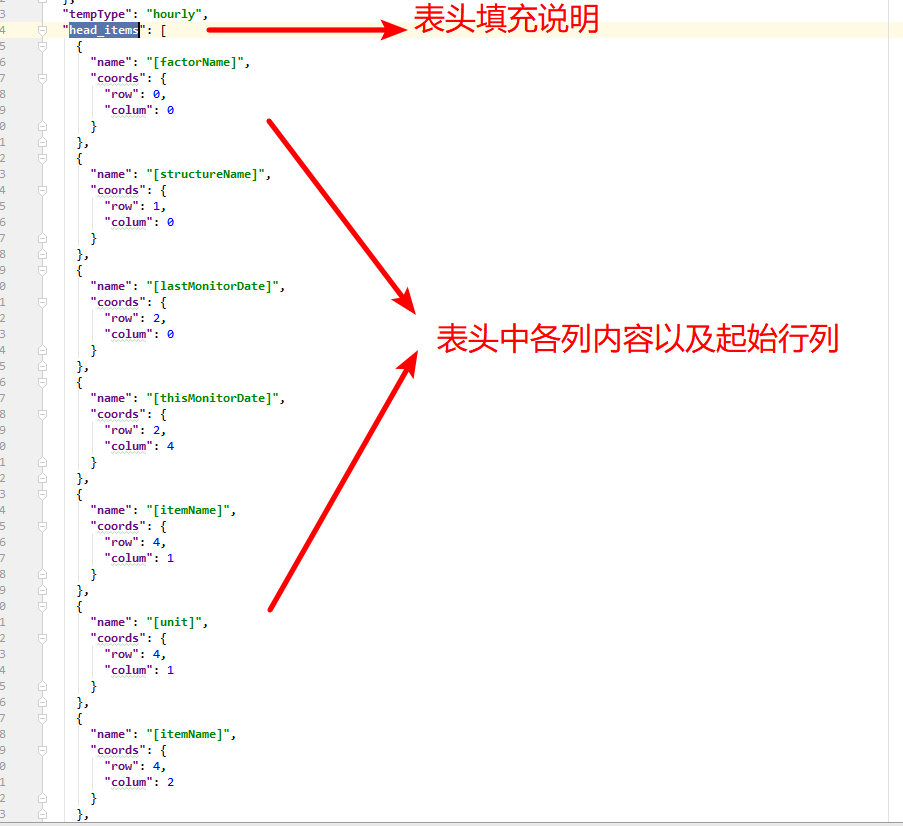 "tempType": "hourly",
"head_items": [
表头填充说明
{
"name": "[factorName]",
"coords": {
"row": 0,
"colum": 0
}
},
{
"name": "[structureName]",
"coords": {
"row": 1,
"colum": 0
}
},
{
"name": "[lastMonitorDate]",
"coords": {
"row": 2,
"colum": 0
}
},
表头中各列内容以及起始行列
{
"name": "[thisMonitorDate]",
"coords": {
"row": 2,
"colum": 4
}
},
{
"name": "[itemName]",
"coords": {
"row": 4,
"colum": 1
}
},
{
"name": "[unit]",
"coords": {
"row": 4,
"colum": 1
}
},
{
"name": "[itemName]",
"coords": {
"row": 4,
"colum": 2
}
},